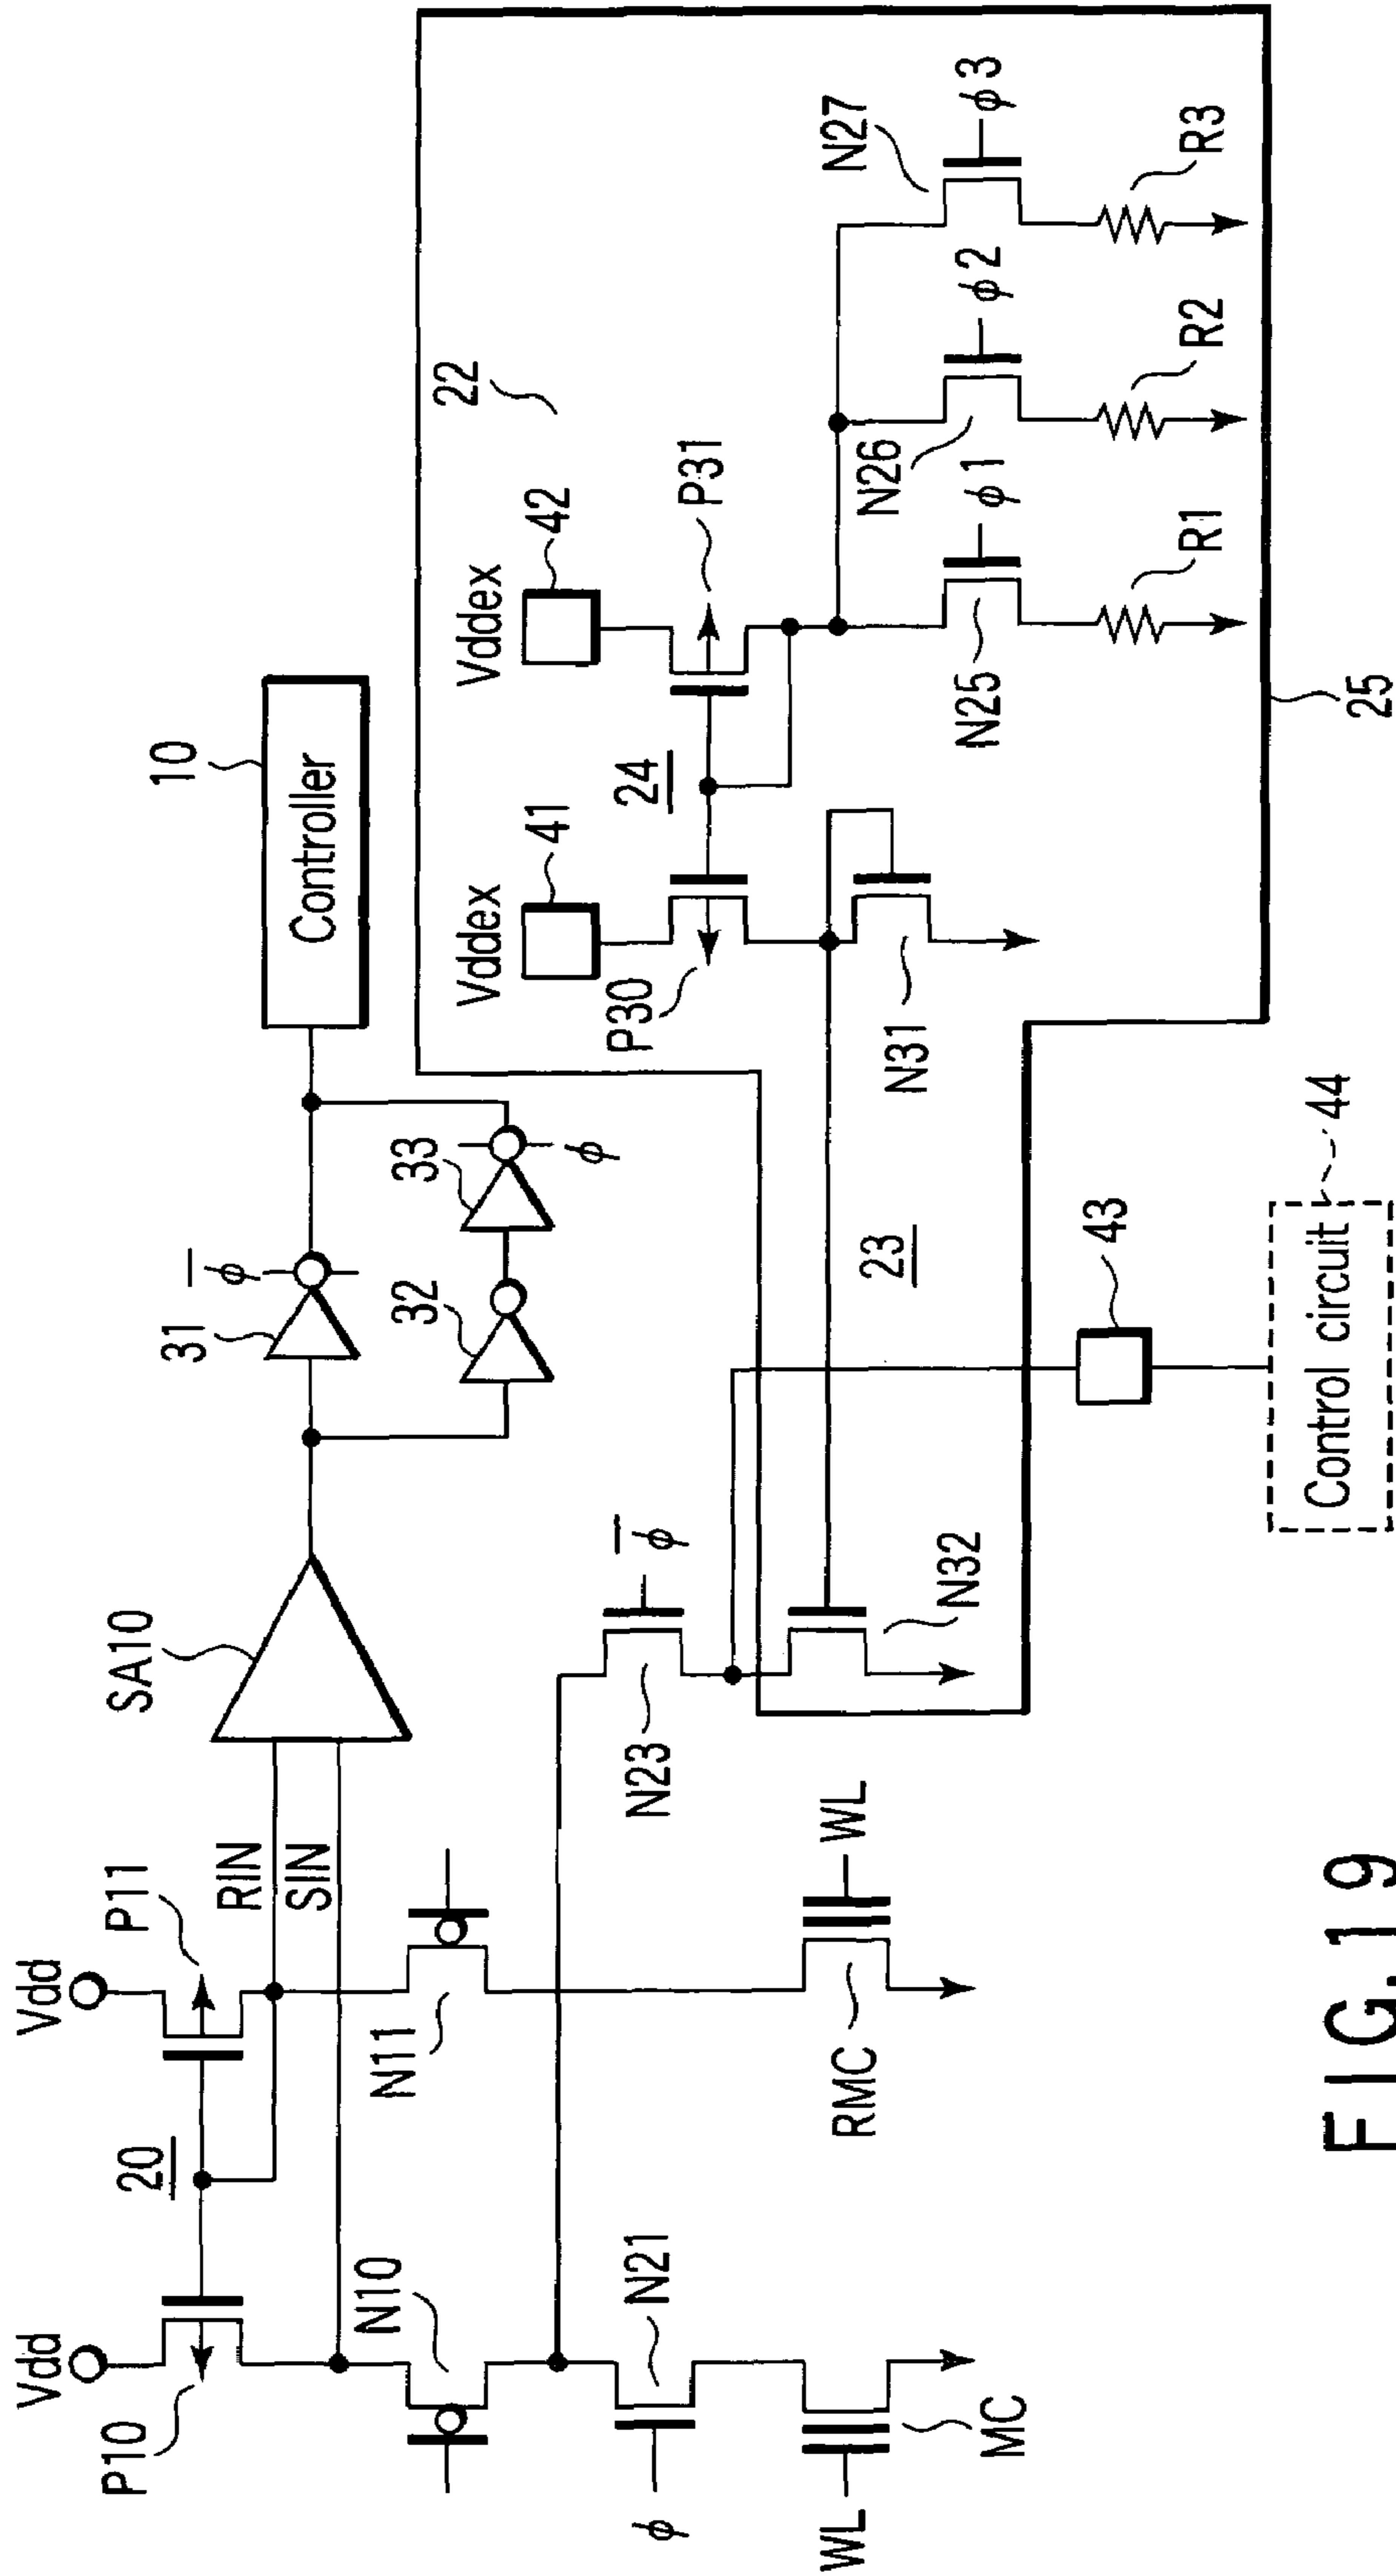 Vdd
Vdd
P10
20
P11
RIN
SIN
SA10
31
φ
10
Controller
32
33
φ
N10
N11
φ
N21
N23
φ
WL
MC
RMC
WL
22
Vddex
41
Vddex
42
P30
24
P31
N31
N32
23
N25
φ1
N26
φ2
N27
φ3
R1
R2
R3
25
43
Control circuit
44
FIG.19